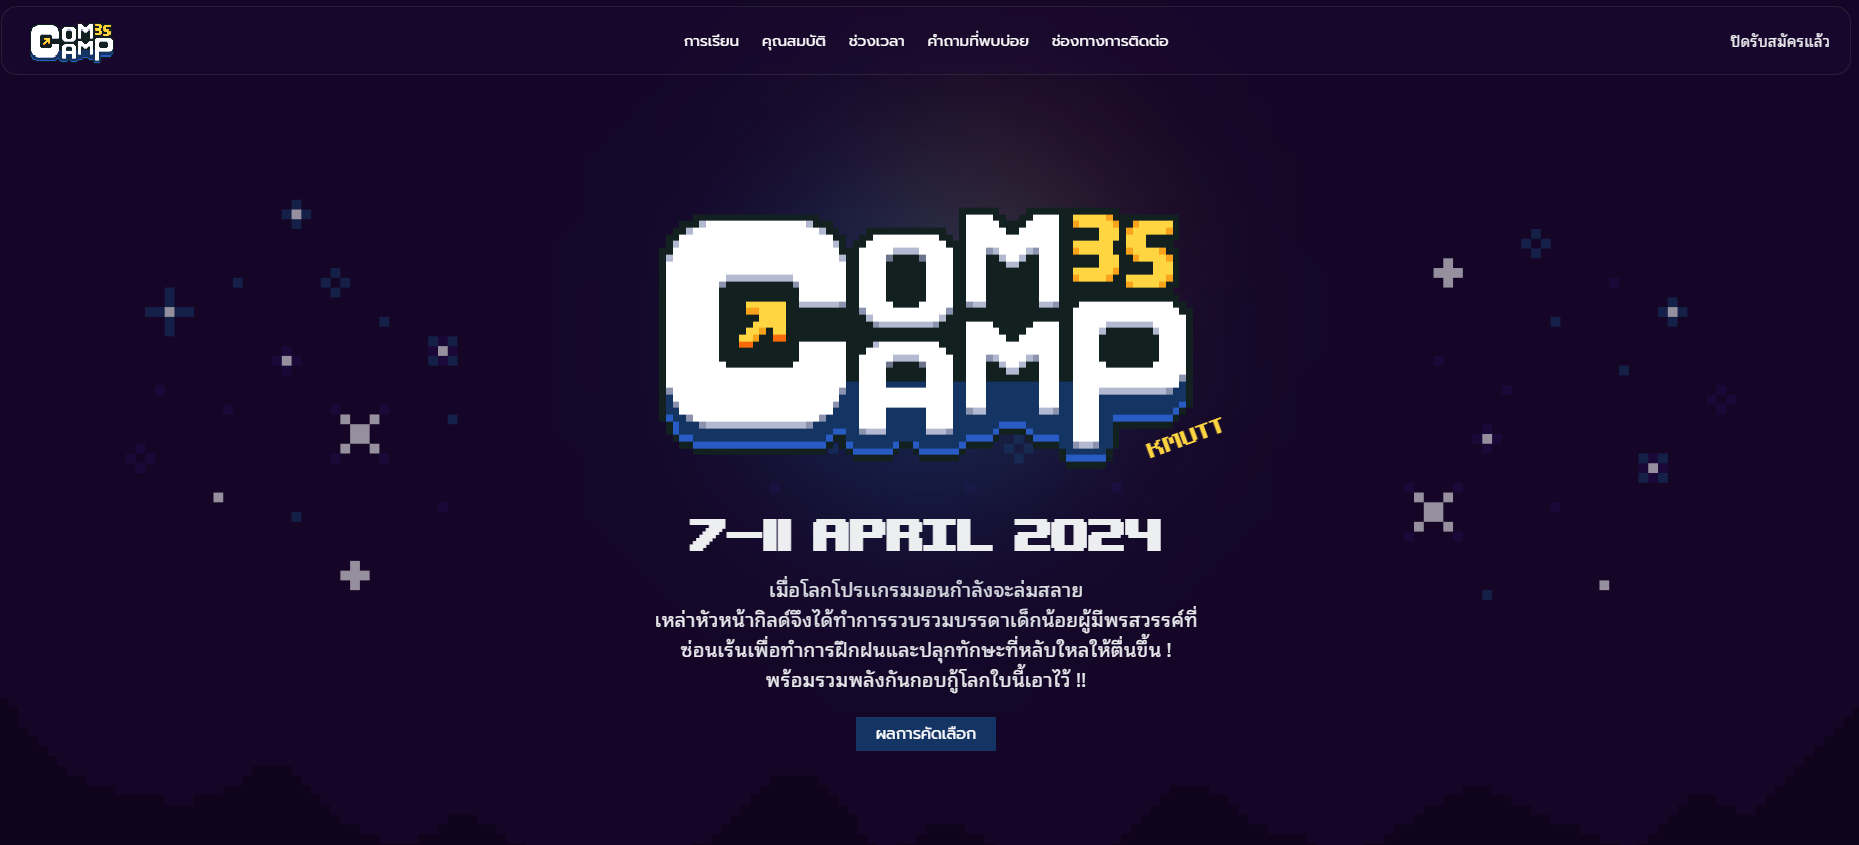 COM 35
CAMP
การเรียน คุณสมบัติ ช่วงเวลา คำถามที่พบบ่อย ช่องทางการติดต่อ
ปิดรับสมัครแล้ว
COM 35
CAMP
KMUTT
7-11 APRIL 2024
เมื่อโลกโปรเเกรมมอนกำลังจะล่มสลาย
เหล่าหัวหน้ากิลด์จึงได้ทำการรวบรวมบรรดาเด็กน้อยผู้มีพรสวรรค์ที่
ซ่อนเร้นเพื่อทำการฝึกฝนและปลุกทักษะที่หลับใหลให้ตื่นขึ้น !
พร้อมรวมพลังกันกอบกู้โลกใบนี้เอาไว้ !!
ผลการคัดเลือก